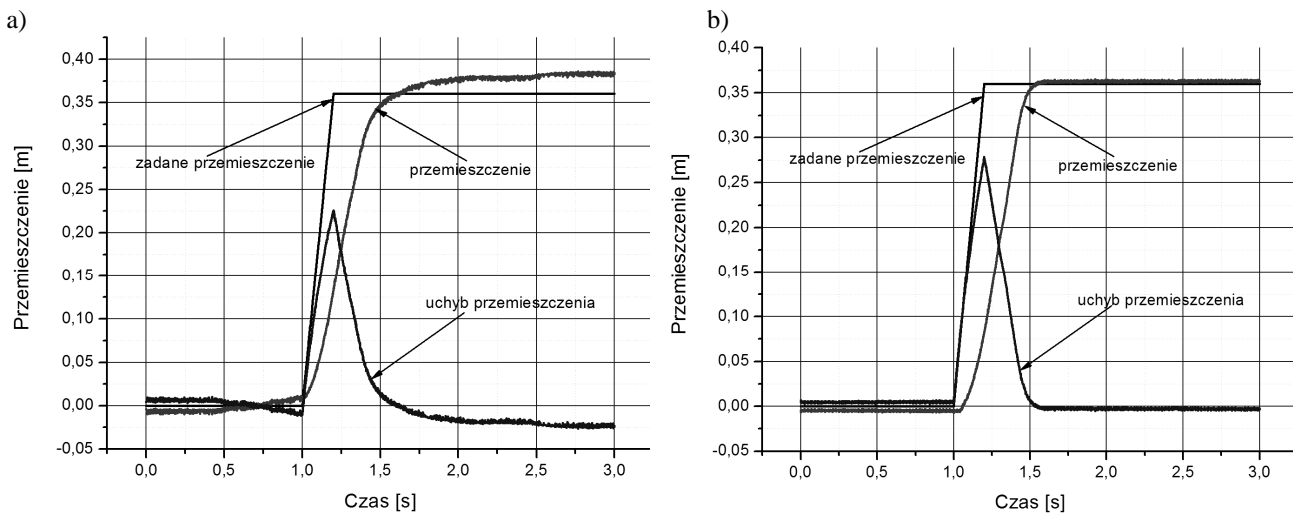 a)
0,40
0,35
0,30
0,25
0,20
0,15
0,10
0,05
0,00
-0,05
Przemieszczenie [m]
zadane przemieszczenie
przemieszczenie
uchyb przemieszczenia
0,0 0,5 1,0 1,5 2,0 2,5 3,0
Czas [s]
b)
0,40
0,35
0,30
0,25
0,20
0,15
0,10
0,05
0,00
-0,05
Przemieszczenie [m]
zadane przemieszczenie
przemieszczenie
uchyb przemieszczenia
0,0 0,5 1,0 1,5 2,0 2,5 3,0
Czas [s]